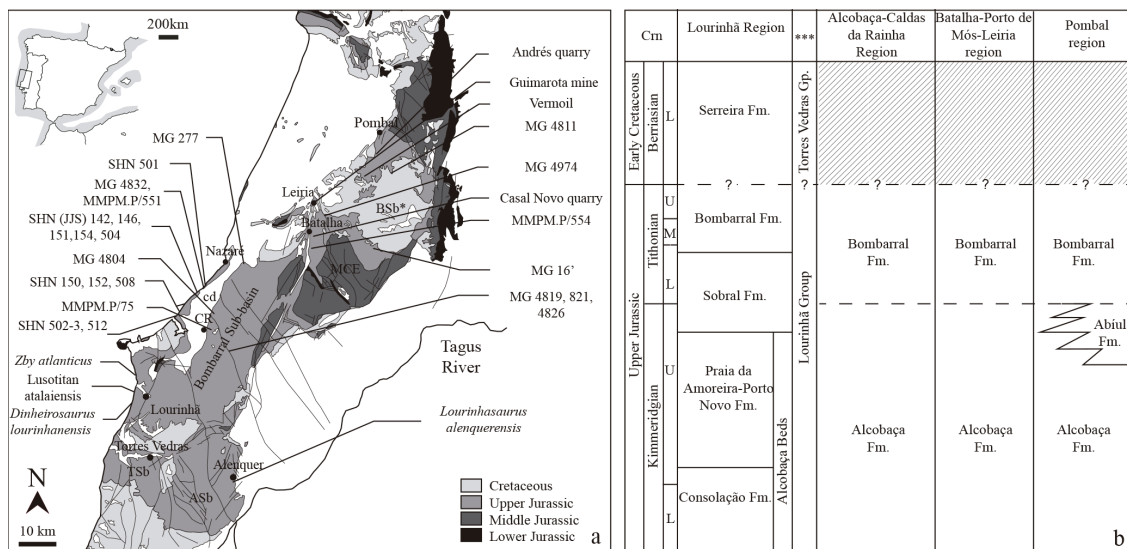 200km
Andrés quarry
Guimarota mine
Vermoil
MG 4811
MG 4974
Casal Novo quarry
MMPM.P/554
MG 16’
MG 4819, 821,
4826
MG 277
SHN 501
MG 4832,
MMPM.P/551
SHN (JJS) 142, 146,
151,154, 504
MG 4804
SHN 150, 152, 508
MMPM.P/75
SHN 502-3, 512
Zby atlanticus
Lusotitan
atalaiensis
Dinheirosaurus
lourinhanensis
Pombal
Leiria
Batalha
BSb*
Nazaré
MCE
cd
CR
Bombarral Sub-basin
Tagus
River
Lourinhã
Lourinhasaurus
alenquerensis
Torres Vedras
TSb
Alenquer
ASb
N
10 km
Cretaceous
Upper Jurassic
Middle Jurassic
Lower Jurassic
a
Crn
Lourinhã Region
***
Alcobaça-Caldas
da Rainha
Region
Batalha-Porto de
Mós-Leiria
region
Pombal
region
Early Cretaceous
Berriasian
L
Serreira Fm.
Torres Vedras Gp.
? ? ? ? ?
Upper Jurassic
Tithonian
U
M
L
Bombarral Fm.
Sobral Fm.
Lourinhã Group
Bombarral
Fm.
Bombarral
Fm.
Bombarral
Fm.
Abíul
Fm.
Kimmeridgian
U
L
Praia da
Amoreira-Porto
Novo Fm.
Consolação Fm.
Alcobaça Beds
Alcobaça
Fm.
Alcobaça
Fm.
Alcobaça
Fm.
b